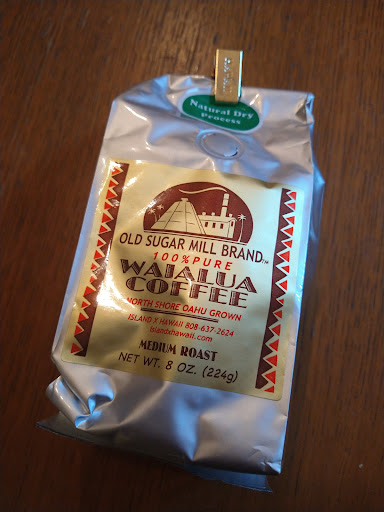 Natural Dry
Process
OLD SUGAR MILL BRAND™
100% PURE
WAIALUA
COFFEE
NORTH SHORE OAHU GROWN
ISLAND X HAWAII 808-637-2624
islandxhawaii.com
MEDIUM ROAST
NET WT. 8 OZ. (224g)